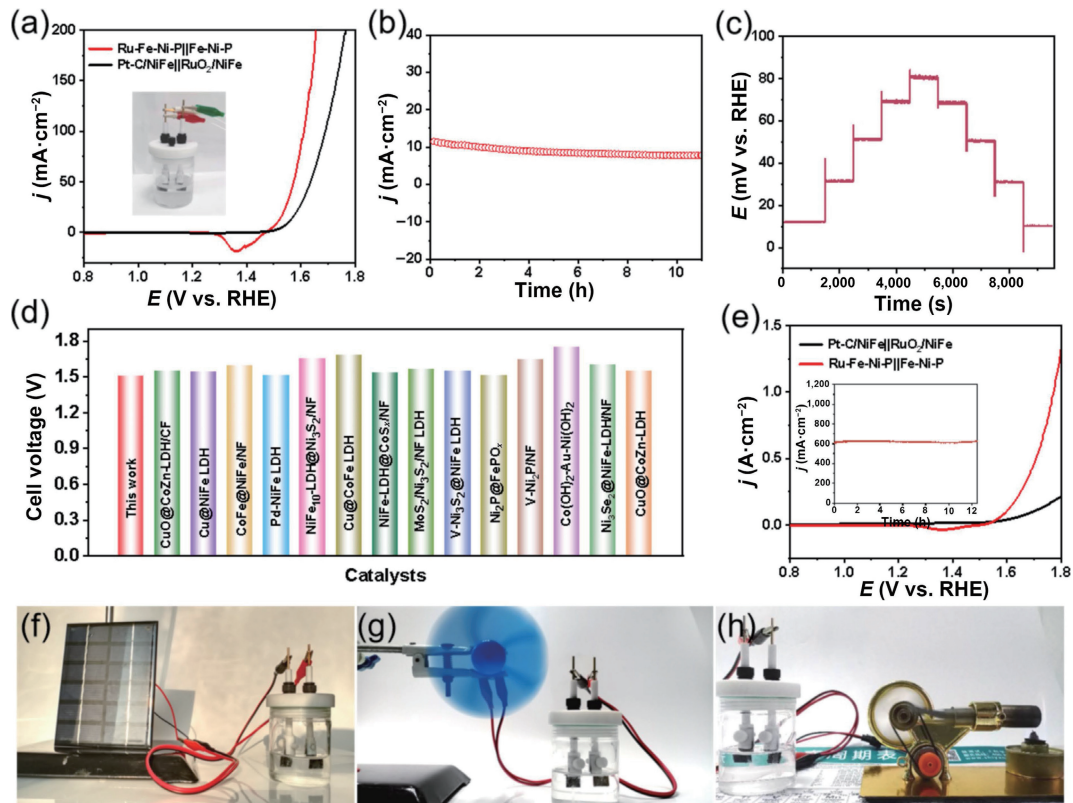 (a)
Ru-Fe-Ni-P||Fe-Ni-P
Pt-C/NiFe||RuO₂/NiFe
j (mA·cm⁻²)
200
150
100
50
0
0.8
1.0
1.2
1.4
1.6
1.8
E (V vs. RHE)
(b)
j (mA·cm⁻²)
40
30
20
10
0
−10
−20
0
2
4
6
8
10
Time (h)
(c)
E (mV vs. RHE)
100
80
60
40
20
0
0
2,000
4,000
6,000
8,000
Time (s)
(d)
Cell voltage (V)
1.8
1.5
1.2
0.9
0.6
0.3
0.0
This work
CuO@CoZn-LDH/CF
Cu@NiFe LDH
CoFe@NiFe/NF
Pd-NiFe LDH
NiFe₁₀-LDH@Ni₃S₂/NF
Cu@CoFe LDH
NiFe-LDH@CoSₓ/NF
MoS₂/Ni₃S₂/NF LDH
V-Ni₃S₂@NiFe LDH
Ni₂P@FePOₓ
V-Ni₂P/NF
Co(OH)₂-Au-Ni(OH)₂
Ni₃Se₂@NiFe-LDH/NF
CuO@CoZn-LDH
Catalysts
(e)
Pt-C/NiFe||RuO₂/NiFe
Ru-Fe-Ni-P||Fe-Ni-P
j (A·cm⁻²)
1.5
1.0
0.5
0.0
j (mA·cm⁻²)
1,200
1,000
800
600
400
200
0
0
2
4
6
8
10
12
Time (h)
0.8
1.0
1.2
1.4
1.6
1.8
E (V vs. RHE)
(f)
(g)
(h)
周期表